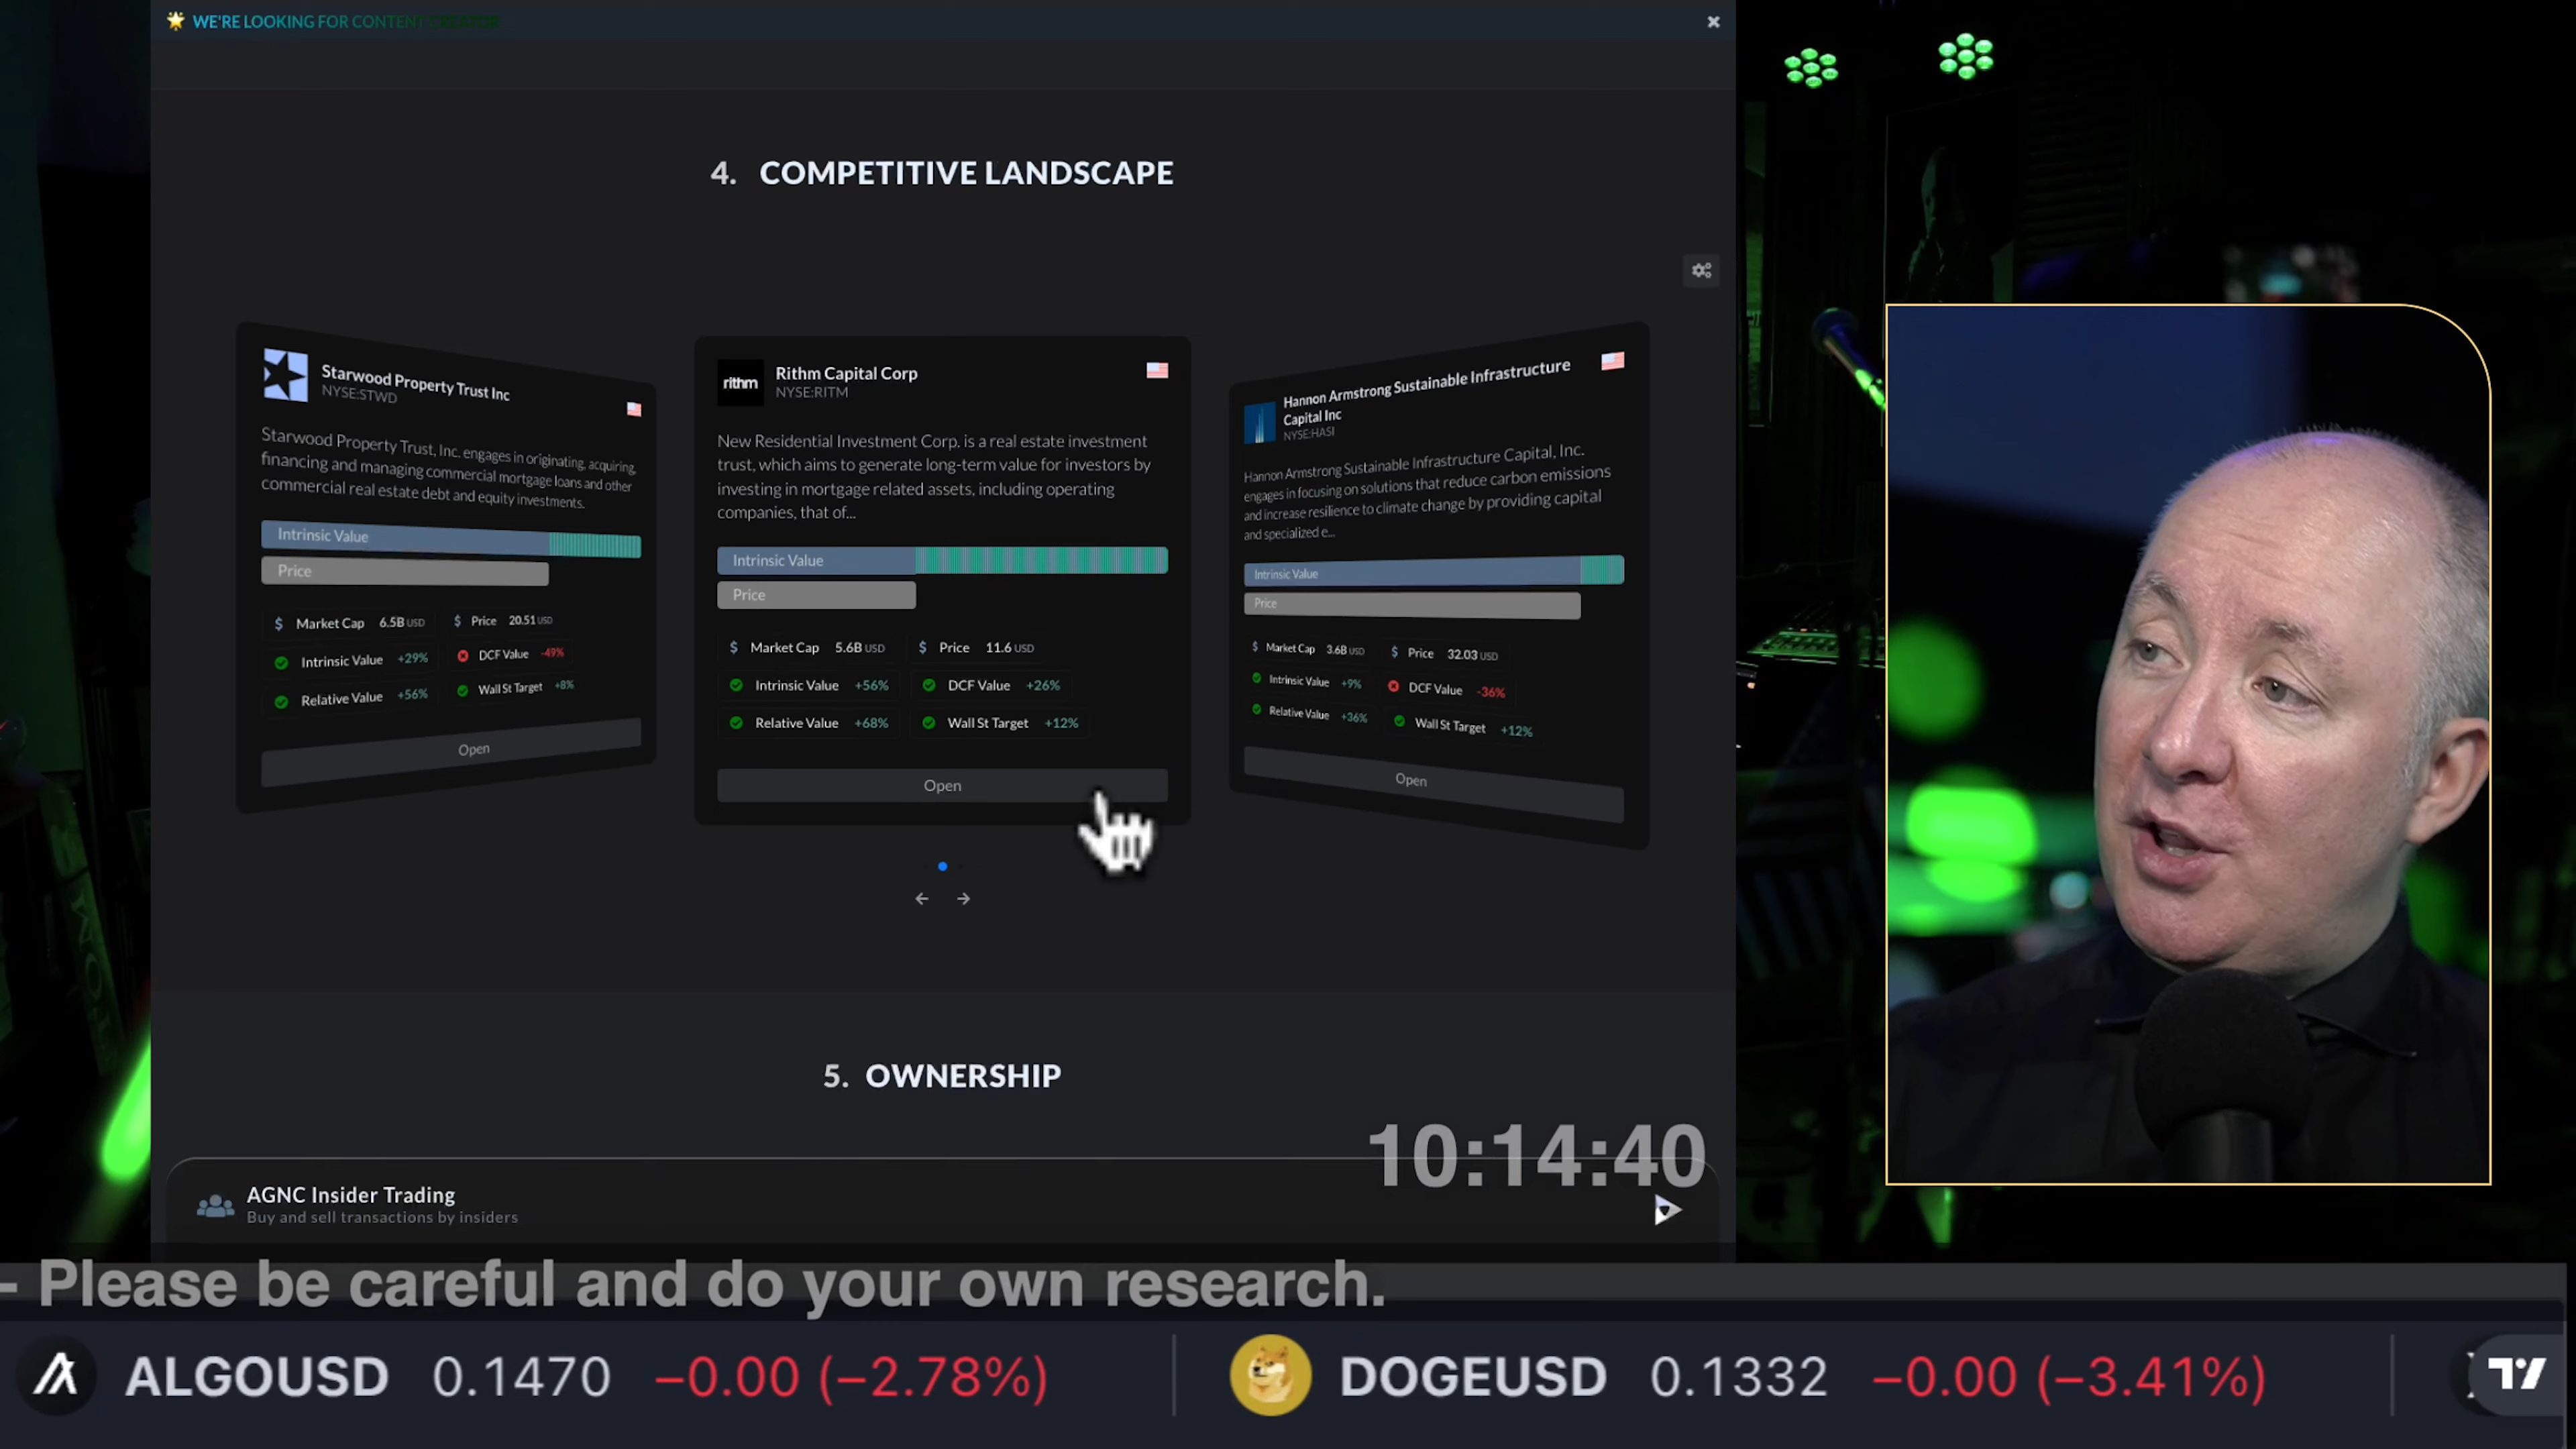 WE'RE LOOKING FOR CONTENT
4. COMPETITIVE LANDSCAPE
Starwood Property Trust Inc
NYSE:STWD
Starwood Property Trust, Inc. engages in originating, acquiring,
financing and managing commercial mortgage loans and other
commercial real estate debt and equity investments.
Intrinsic Value
Price
$ Market Cap 6.5B USD $ Price 20.51 USD
Intrinsic Value +29% DCF Value -49%
Relative Value +56% Wall St Target +8%
Open
rithm
Rithm Capital Corp
NYSE:RITM
New Residential Investment Corp. is a real estate investment
trust, which aims to generate long-term value for investors by
investing in mortgage related assets, including operating
companies, that of...
Intrinsic Value
Price
$ Market Cap 5.6B USD $ Price 11.6 USD
Intrinsic Value +56% DCF Value +26%
Relative Value +68% Wall St Target +12%
Open
Hannon Armstrong Sustainable Infrastructure
Capital Inc
NYSE:HASI
Hannon Armstrong Sustainable Infrastructure Capital, Inc.
engages in focusing on solutions that reduce carbon emissions
and increase resilience to climate change by providing capital
and specialized e...
Intrinsic Value
Price
$ Market Cap 3.6B USD $ Price 32.03 USD
Intrinsic Value +9% DCF Value -36%
Relative Value +36% Wall St Target +12%
Open
5. OWNERSHIP
10:14:40
AGNC Insider Trading
Buy and sell transactions by insiders
- Please be careful and do your own research.
ALGOUSD 0.1470 −0.00 (−2.78%) DOGEUSD 0.1332 −0.00 (−3.41%)